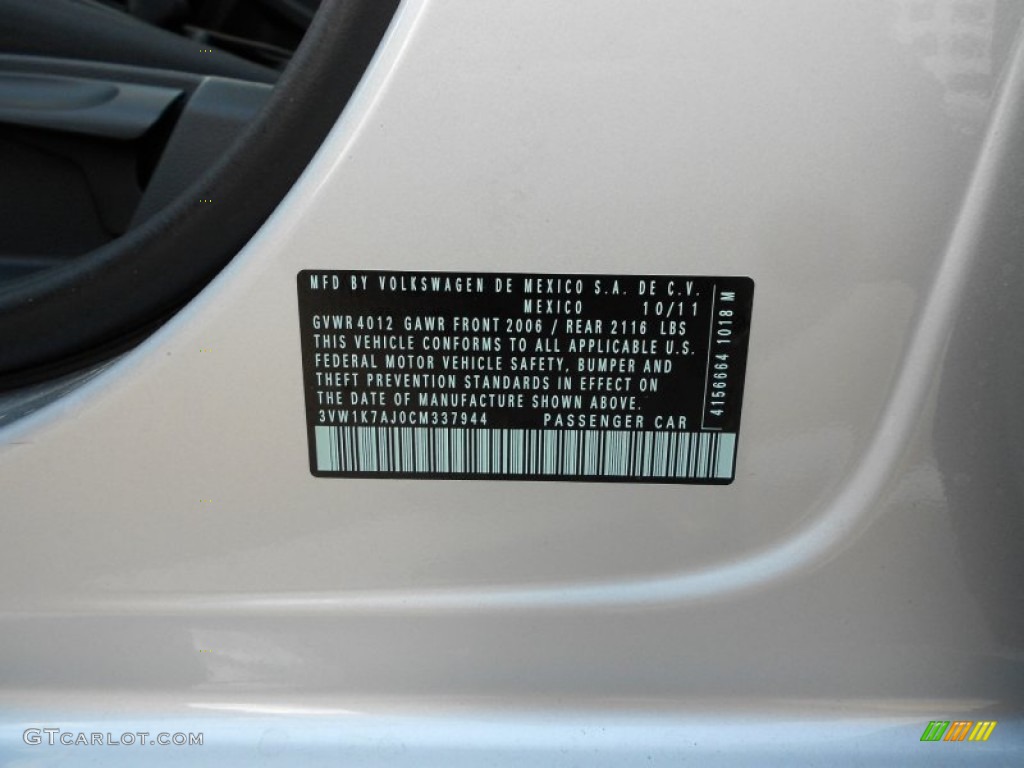 MFD BY VOLKSWAGEN DE MEXICO S.A. DE C.V.
MEXICO 10/11
GVWR 4012 GAWR FRONT 2006 / REAR 2116 LBS
THIS VEHICLE CONFORMS TO ALL APPLICABLE U.S.
FEDERAL MOTOR VEHICLE SAFETY, BUMPER AND
THEFT PREVENTION STANDARDS IN EFFECT ON
THE DATE OF MANUFACTURE SHOWN ABOVE.
3VW1K7AJ0CM337944 PASSENGER CAR
4156664 1018 M
GTCARLOT.COM